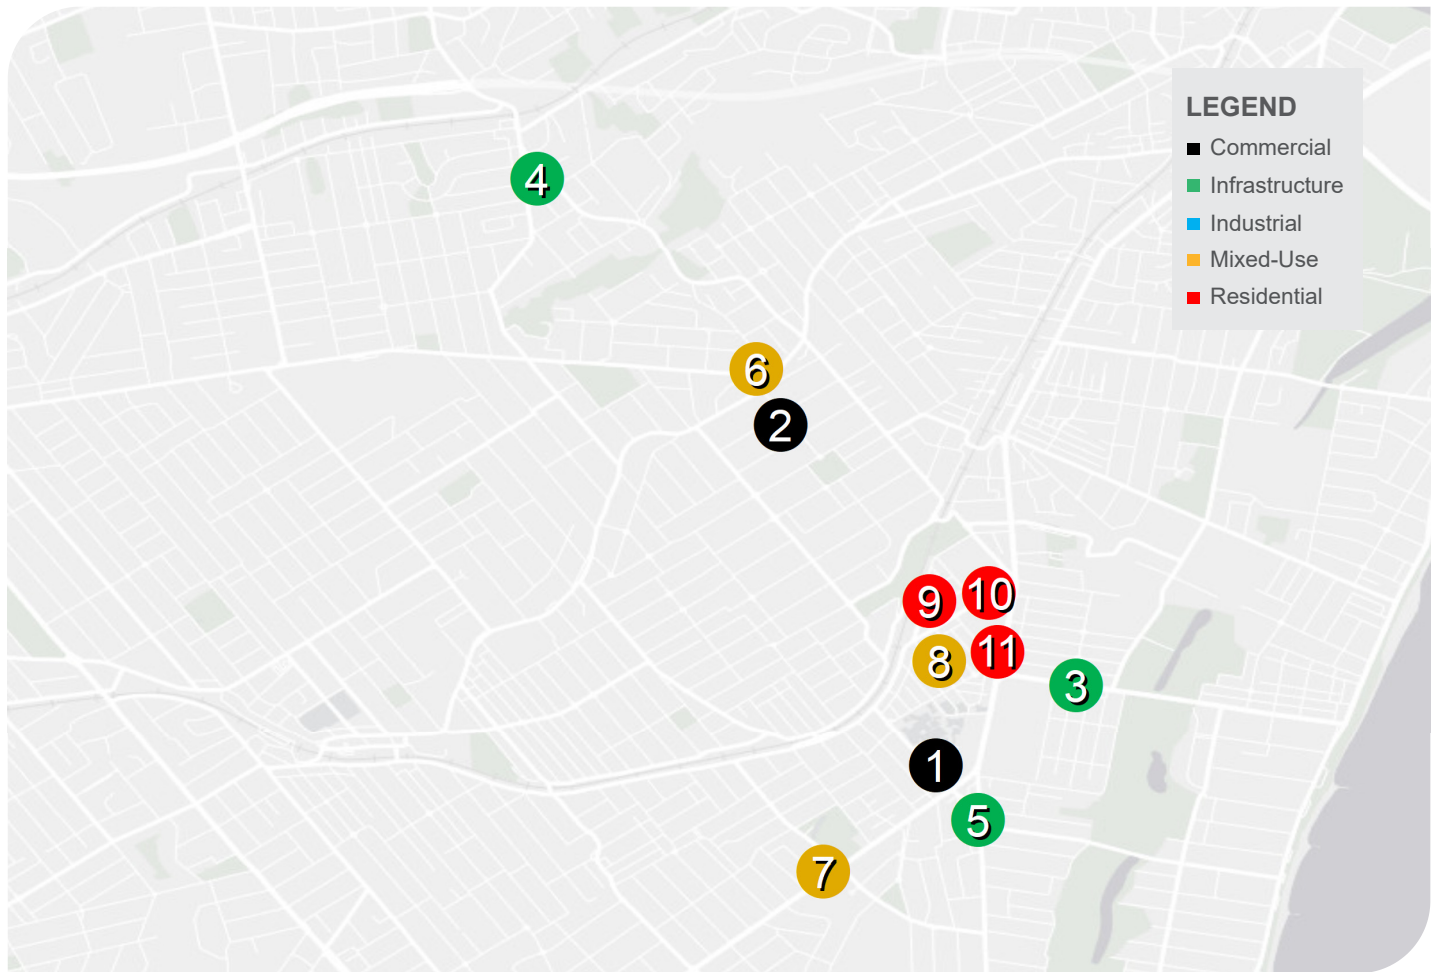 LEGEND
Commercial
Infrastructure
Industrial
Mixed-Use
Residential
4
6
2
9
10
8
11
3
1
5
7